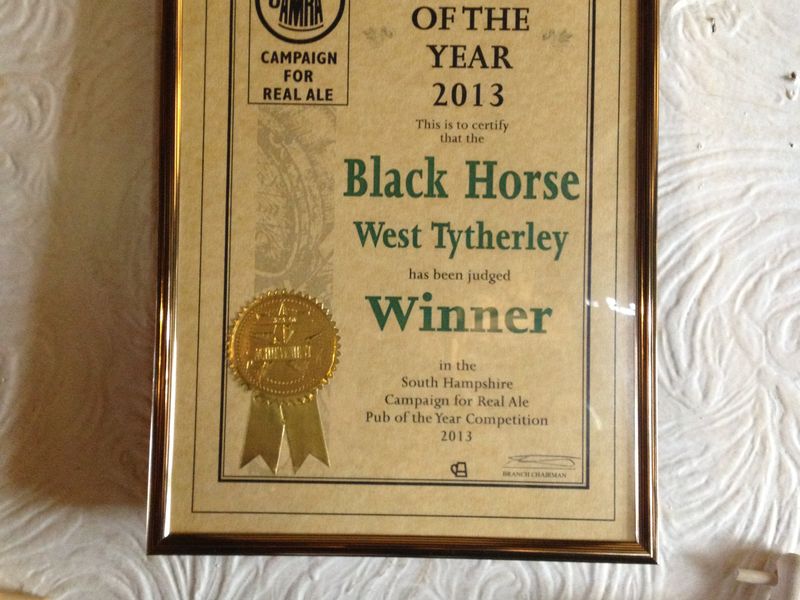 CAMRA
CAMPAIGN
FOR
REAL ALE
OF THE
YEAR
2013
This is to certify
that the
Black Horse
West Tytherley
has been judged
Winner
in the
South Hampshire
Campaign for Real Ale
Pub of the Year Competition
2013
BRANCH CHAIRMAN